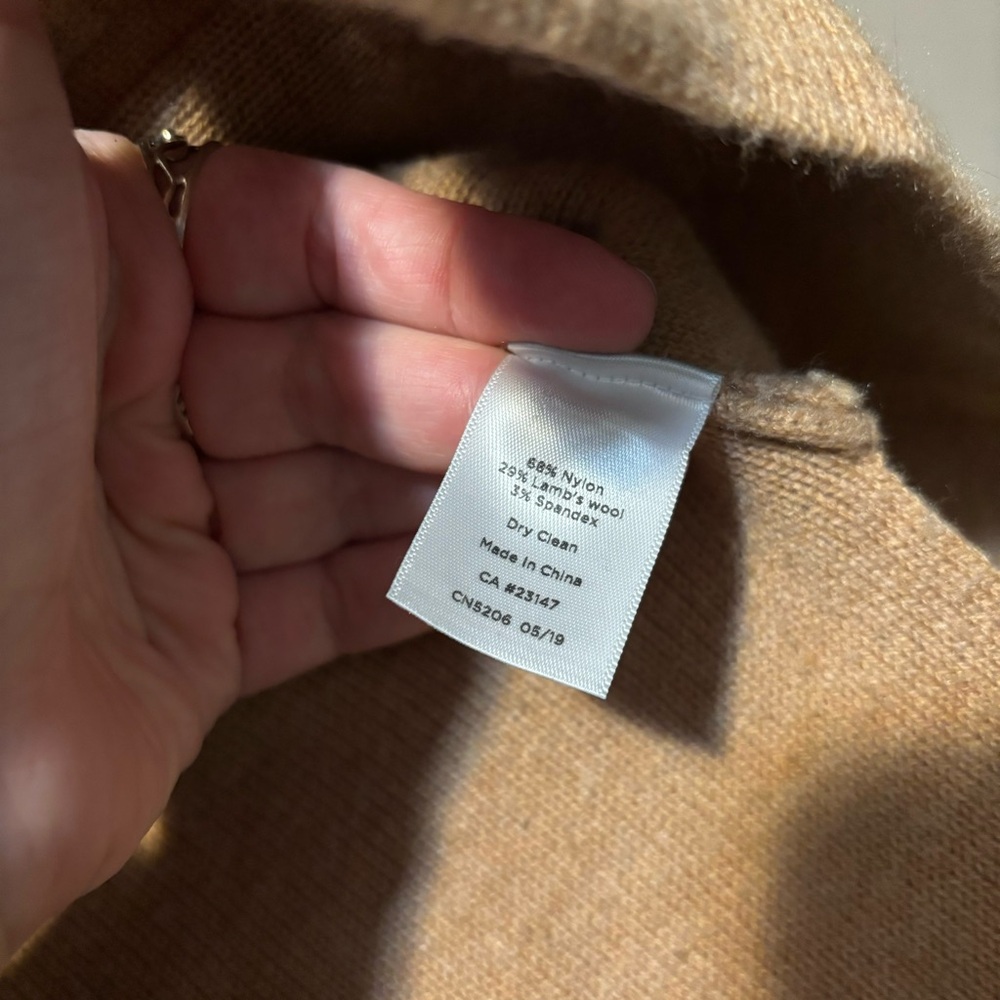 68% Nylon
29% Lamb's wool
3% Spandex
Dry Clean
Made In China
CA #23147
CN5206 05/19